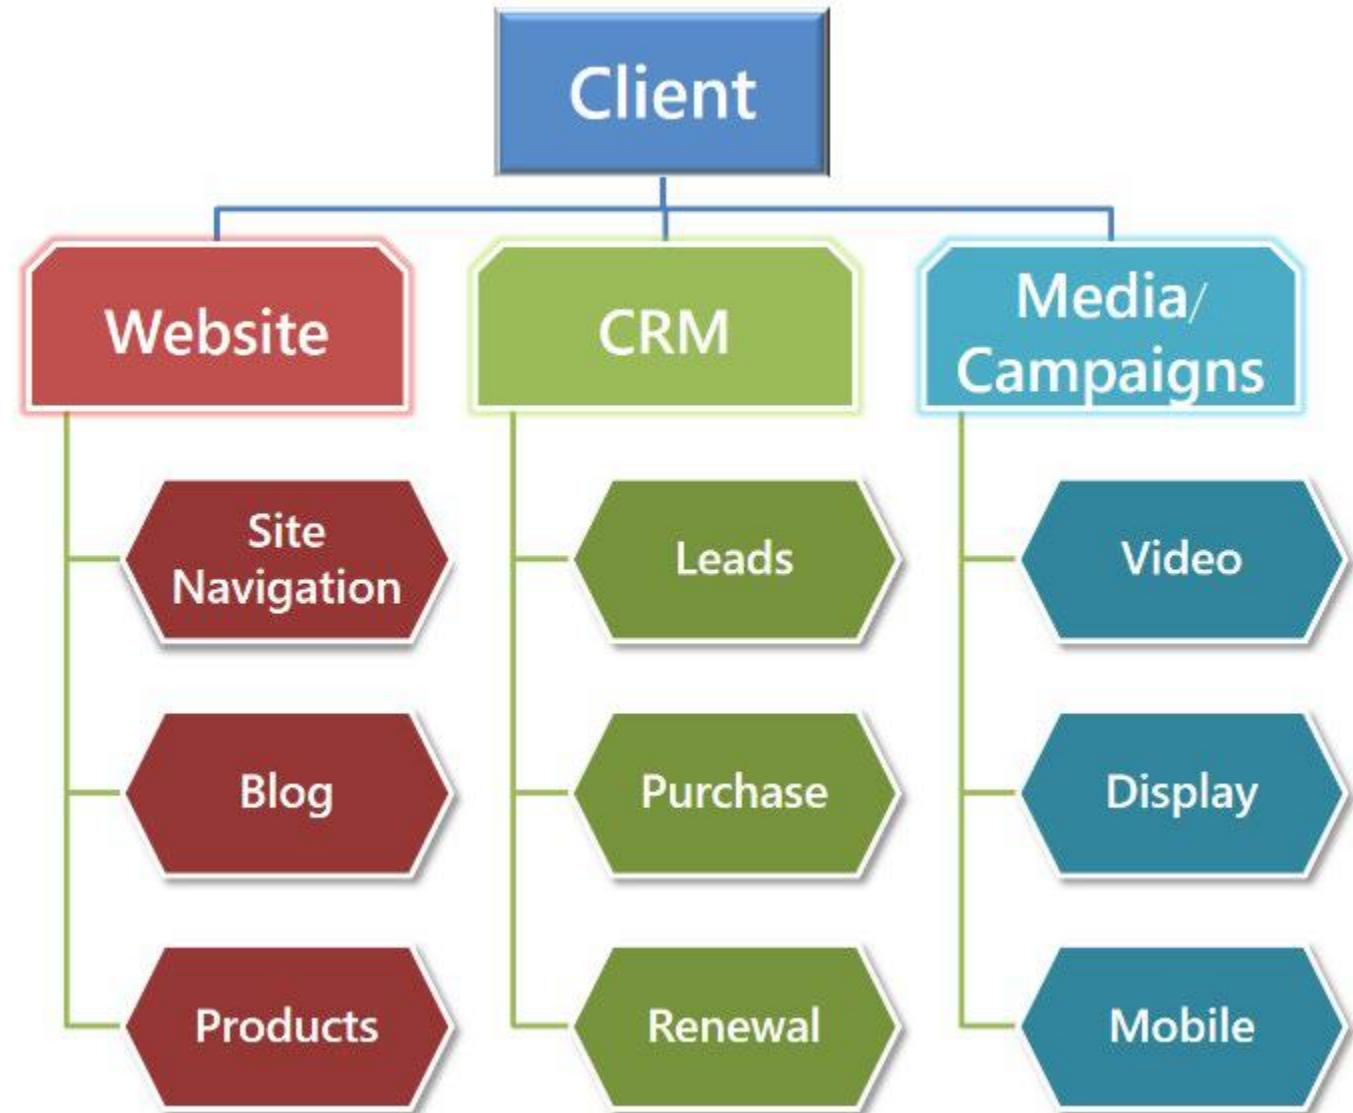 Client
Website
CRM
Media/
Campaigns
Site
Navigation
Leads
Video
Blog
Purchase
Display
Products
Renewal
Mobile